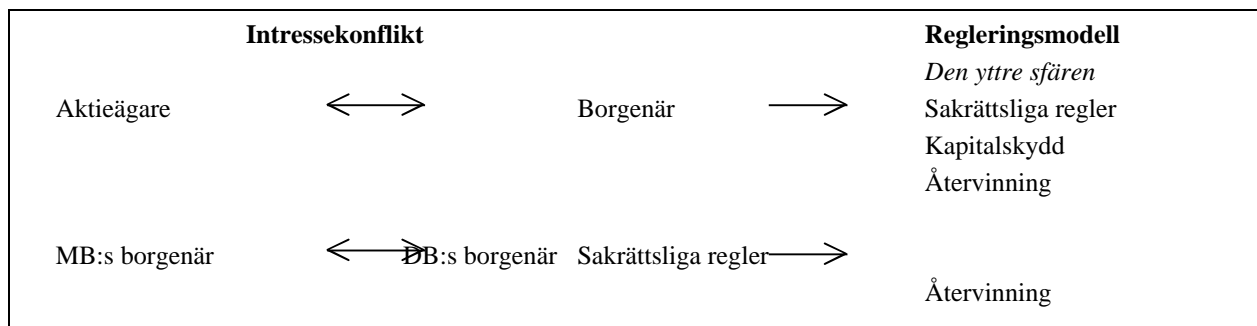 Intressekonflikt Regleringsmodell
Den yttre sfären
Aktieägare Borgenär Sakrättsliga regler
Kapitalskydd
Återvinning
MB:s borgenär DB:s borgenär Sakrättsliga regler
Återvinning